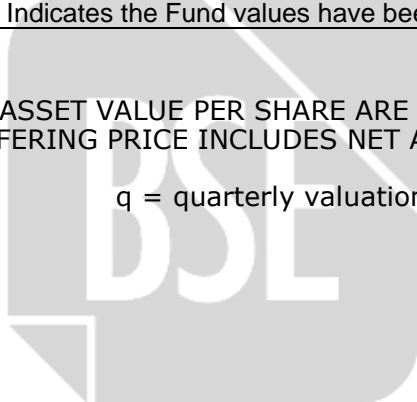 Indicates the Fund values have bee
ASSET VALUE PER SHARE ARE
FERING PRICE INCLUDES NET A
q = quarterly valuation
BSE